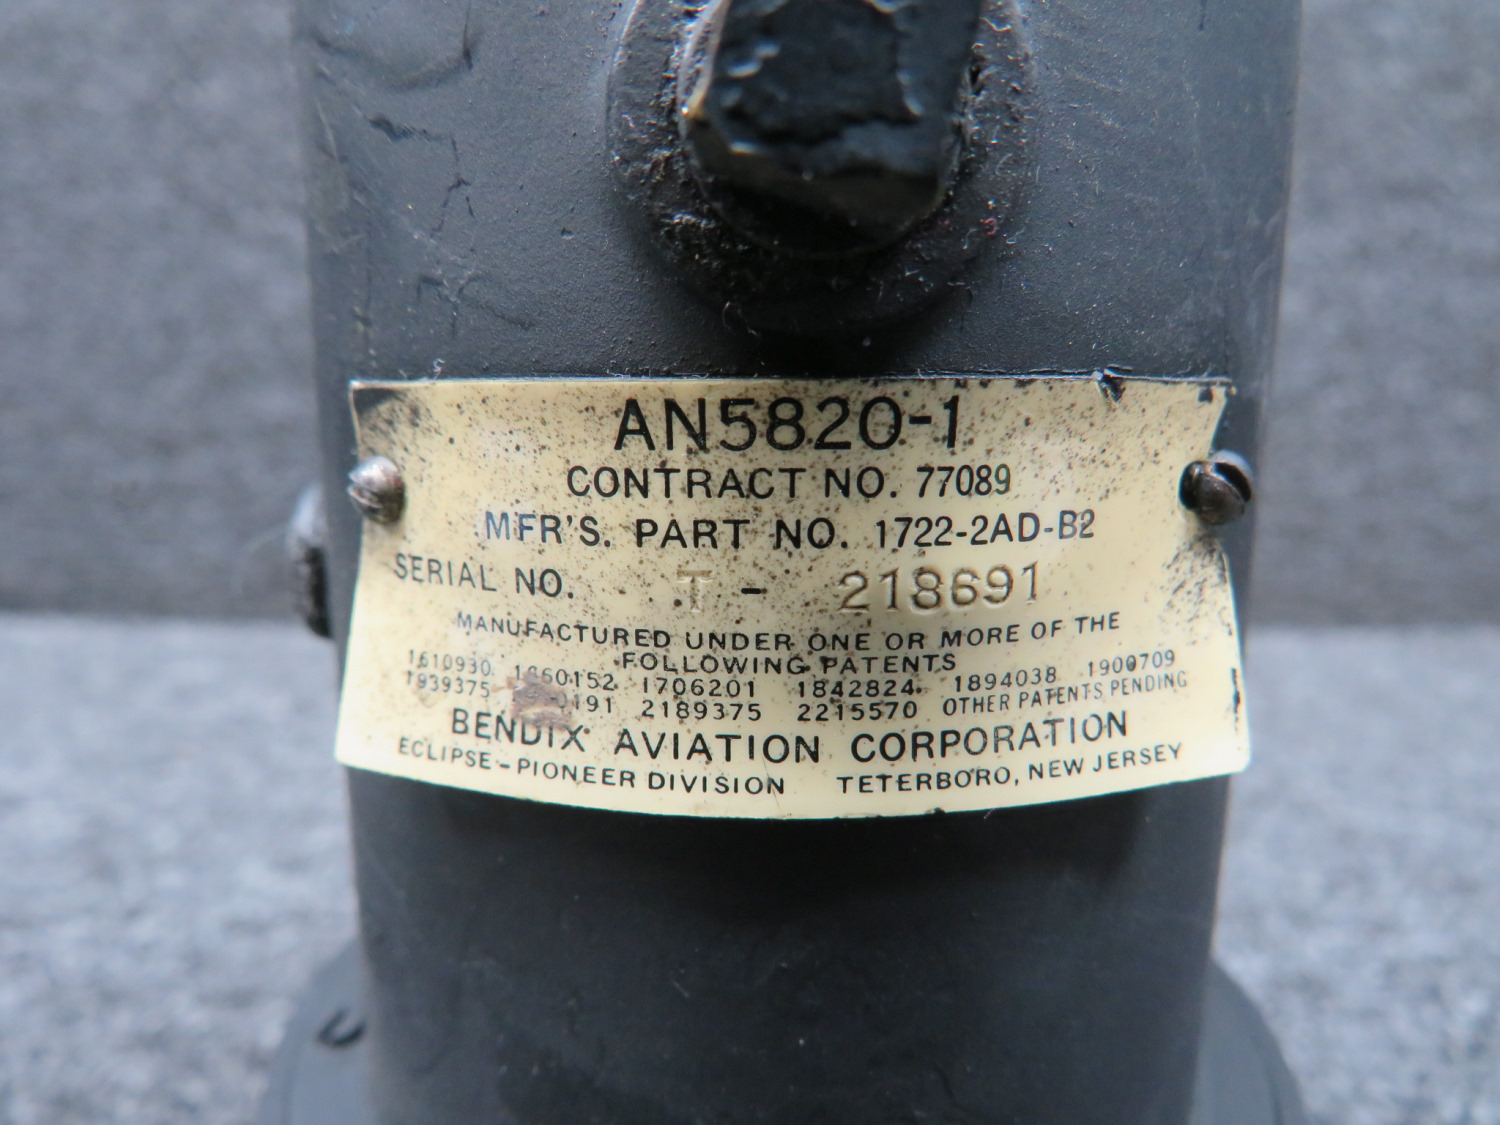 AN5820-1
CONTRACT NO. 77089
MFR'S. PART NO. 1722-2AD-B2
SERIAL NO. T - 218691
MANUFACTURED UNDER ONE OR MORE OF THE
FOLLOWING PATENTS
1610930 1706201 1842824 1894038 1900709
1939375 2189375 2215570 OTHER PATENTS PENDING
BENDIX AVIATION CORPORATION
ECLIPSE-PIONEER DIVISION TETERBORO, NEW JERSEY